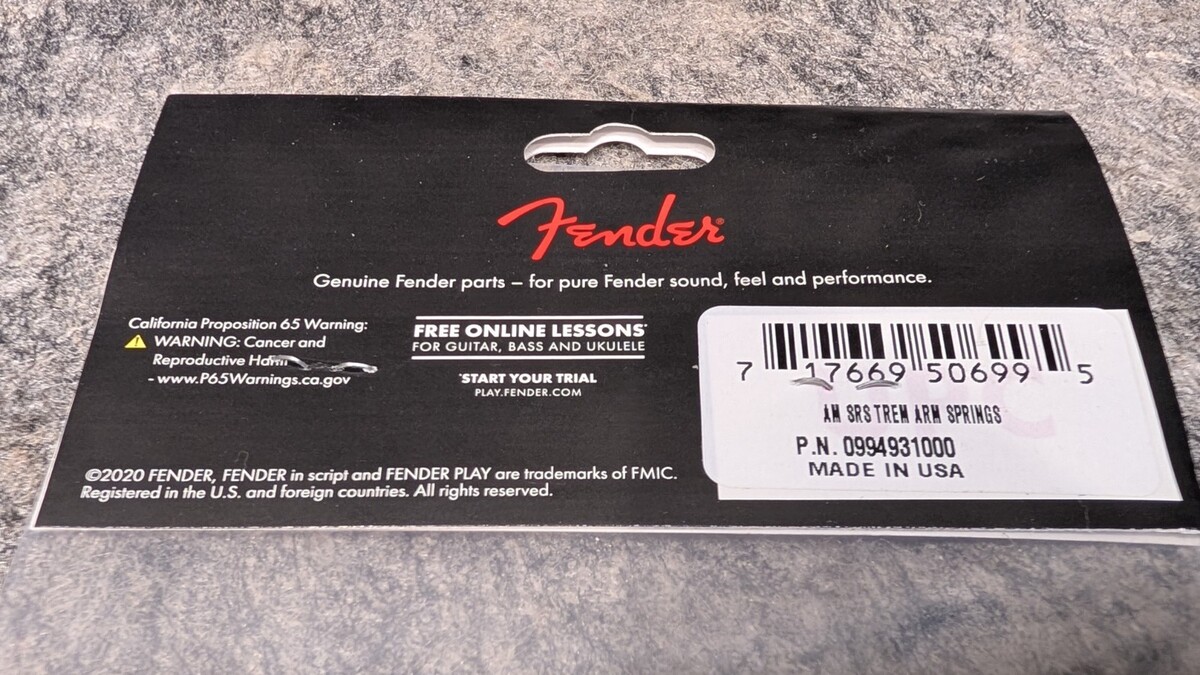 Fender®
Genuine Fender parts – for pure Fender sound, feel and performance.
California Proposition 65 Warning:
WARNING: Cancer and
Reproductive Harm
- www.P65Warnings.ca.gov
FREE ONLINE LESSONS*
FOR GUITAR, BASS AND UKULELE
*START YOUR TRIAL
PLAY.FENDER.COM
7 17669 50699 5
AM SRS TREM ARM SPRINGS
P.N. 0994931000
MADE IN USA
©2020 FENDER, FENDER in script and FENDER PLAY are trademarks of FMIC.
Registered in the U.S. and foreign countries. All rights reserved.